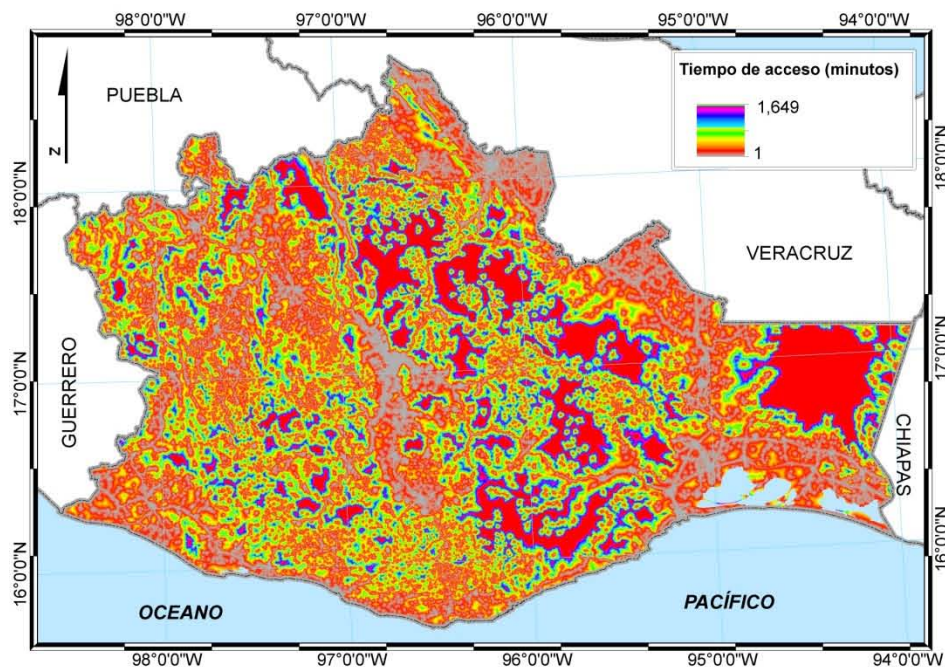 98°0'0"W 97°0'0"W 96°0'0"W 95°0'0"W 94°0'0"W
Tiempo de acceso (minutos)
1,649
1
N
PUEBLA
VERACRUZ
GUERRERO
CHIAPAS
18°0'0"N
17°0'0"N
16°0'0"N
18°0'0"N
17°0'0"N
16°0'0"N
OCEANO
PACÍFICO
98°0'0"W 97°0'0"W 96°0'0"W 95°0'0"W 94°0'0"W